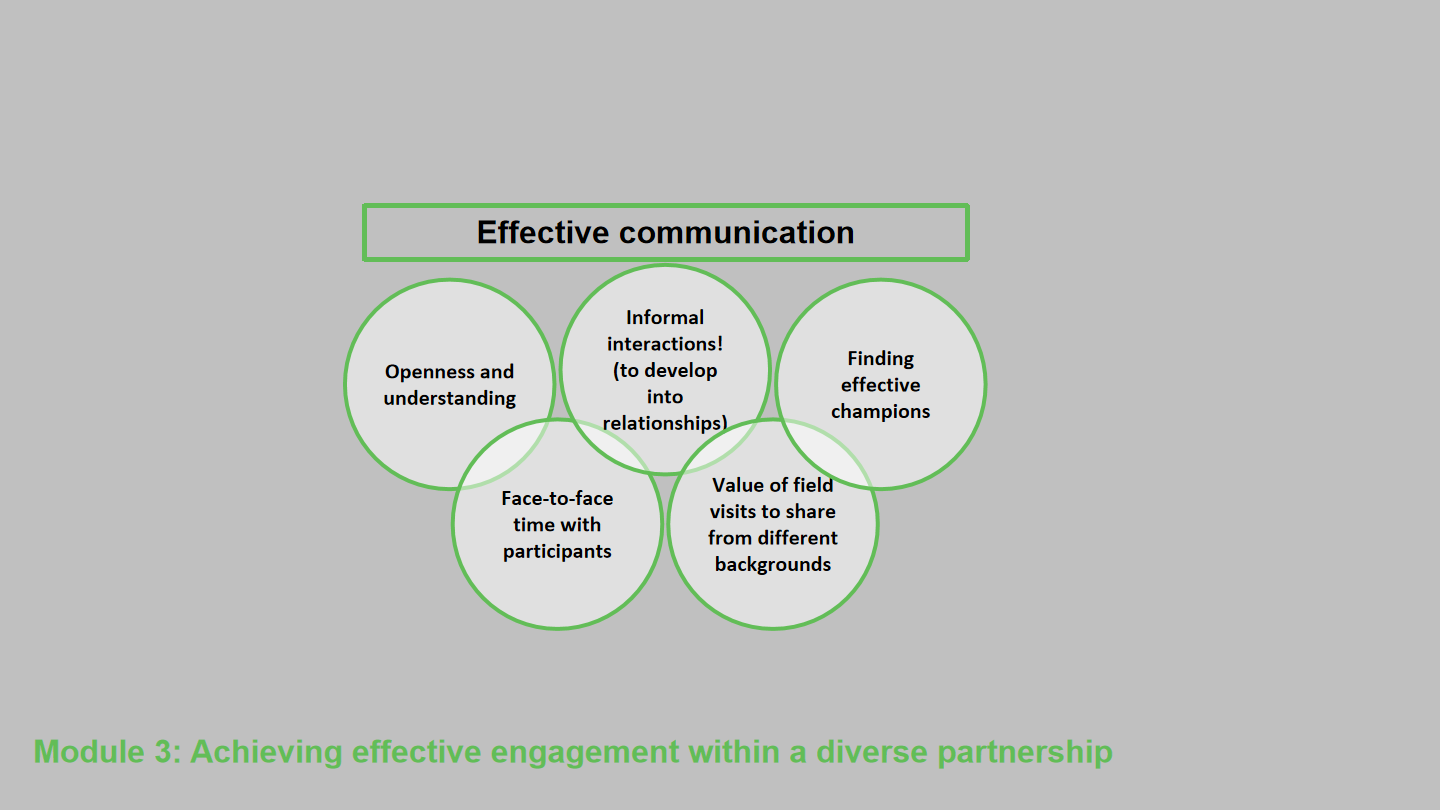 Effective communication
Openness and
understanding
Informal
interactions!
(to develop
into
relationships)
Finding
effective
champions
Face-to-face
time with
participants
Value of field
visits to share
from different
backgrounds
Module 3: Achieving effective engagement within a diverse partnership